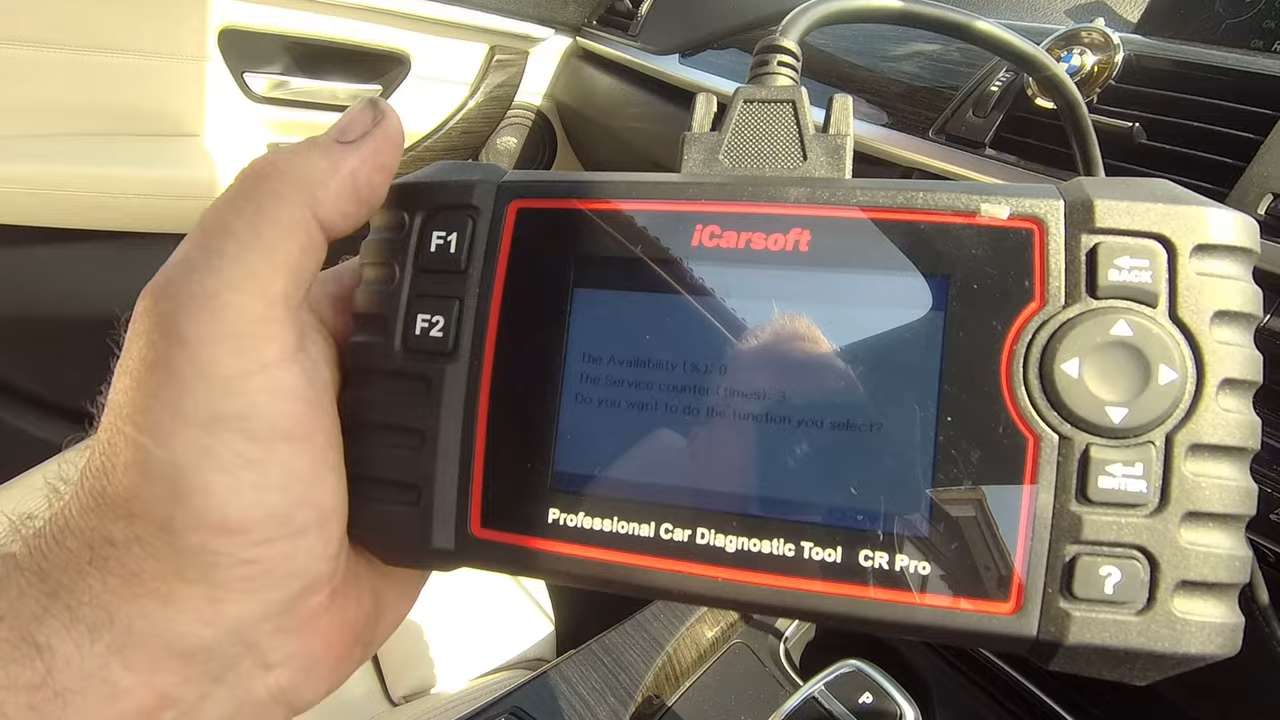 BMW
F1
F2
iCarsoft
BACK
The Availability (%): 0
The Service counter (times): 3
Do you want to do the function you select?
ENTER
Professional Car Diagnostic Tool CR Pro
?
P